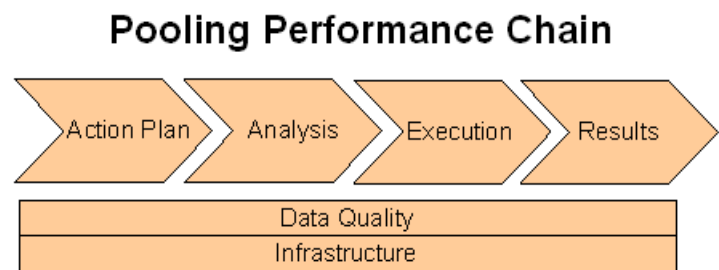 Pooling Performance Chain
Action Plan
Analysis
Execution
Results
Data Quality
Infrastructure